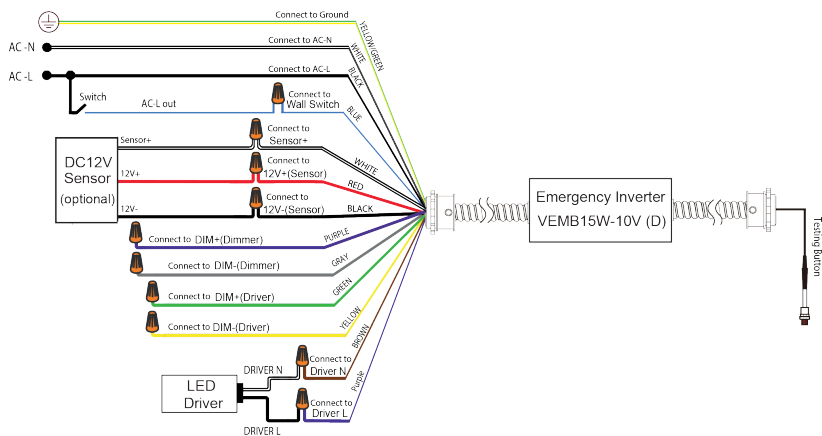 Connect to Ground
YELLOW/GREEN
AC-N
Connect to AC-N
WHITE
AC-L
Connect to AC-L
BLACK
Switch
AC-L out
Connect to
Wall Switch
BLUE
Sensor+
Connect to
Sensor+
WHITE
DC12V
Sensor
(optional)
12V+
Connect to
12V+(Sensor)
RED
12V-
Connect to
12V-(Sensor)
BLACK
Connect to DIM+(Dimmer)
PURPLE
Connect to DIM-(Dimmer)
GRAY
Connect to DIM+(Driver)
GREEN
Connect to DIM-(Driver)
YELLOW
Connect to
Driver N
BROWN
DRIVER N
LED
Driver
Connect to
Driver L
Purple
DRIVER L
Emergency Inverter
VEMB15W-10V (D)
Testing Button